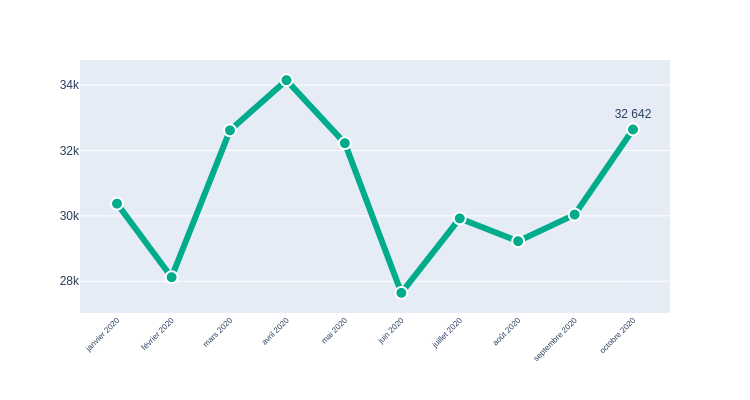 34k
32k
30k
28k
32 642
janvier 2020
février 2020
mars 2020
avril 2020
mai 2020
juin 2020
juillet 2020
août 2020
septembre 2020
octobre 2020